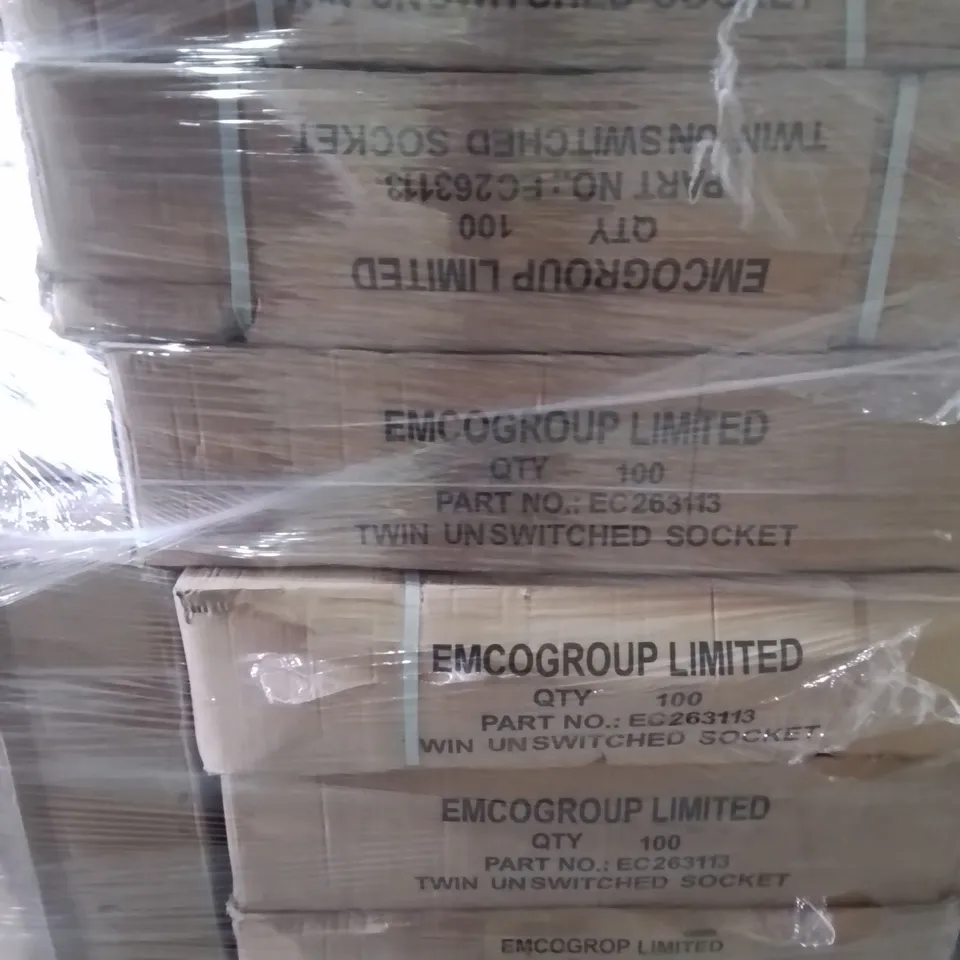 SOCKET
TWIN UNSWITCHED SOCKET
PART NO.: EC263113
QTY 100
EMCOGROUP LIMITED
EMCOGROUP LIMITED
QTY 100
PART NO.: EC263113
TWIN UNSWITCHED SOCKET
EMCOGROUP LIMITED
QTY 100
PART NO.: EC263113
WIN UNSWITCHED SOCKET
EMCOGROUP LIMITED
QTY 100
PART NO.: EC263113
TWIN UNSWITCHED SOCKET
EMCOGROP LIMITED